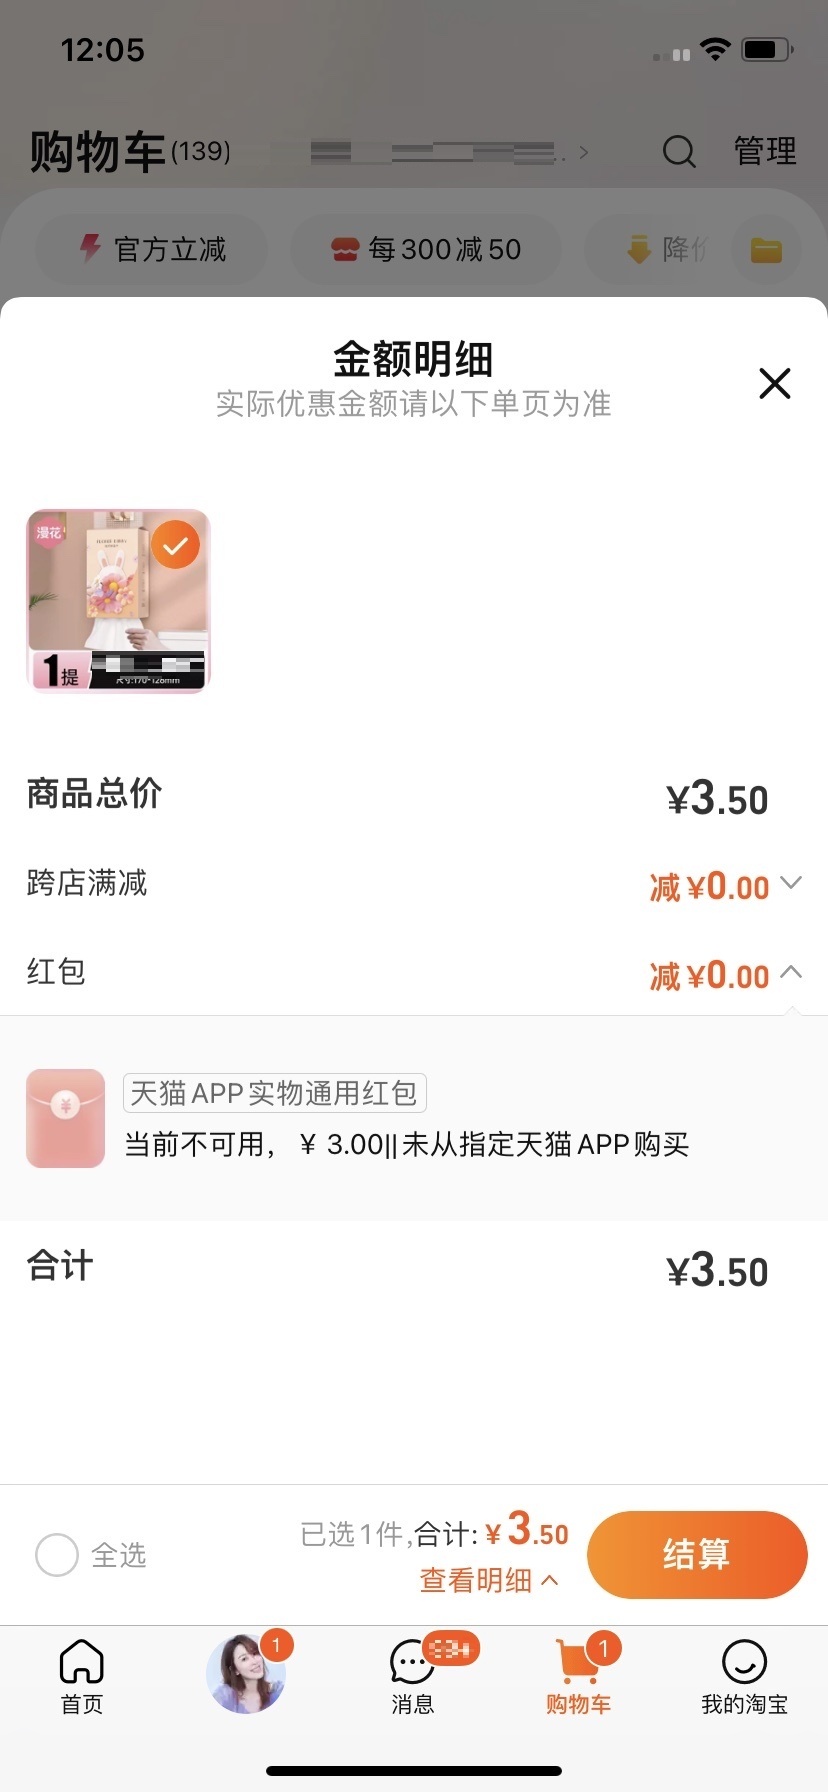 12:05
购物车(139)
管理
官方立减
每300减50
降价
金额明细
实际优惠金额请以下单页为准
漫花
1提
尺寸:170*128mm
商品总价
¥3.50
跨店满减
减 ¥0.00
红包
减 ¥0.00
天猫APP实物通用红包
当前不可用, ¥ 3.00||未从指定天猫APP购买
合计
¥3.50
全选
已选1件,合计: ¥3.50
查看明细
结算
1
1
首页
消息
购物车
我的淘宝